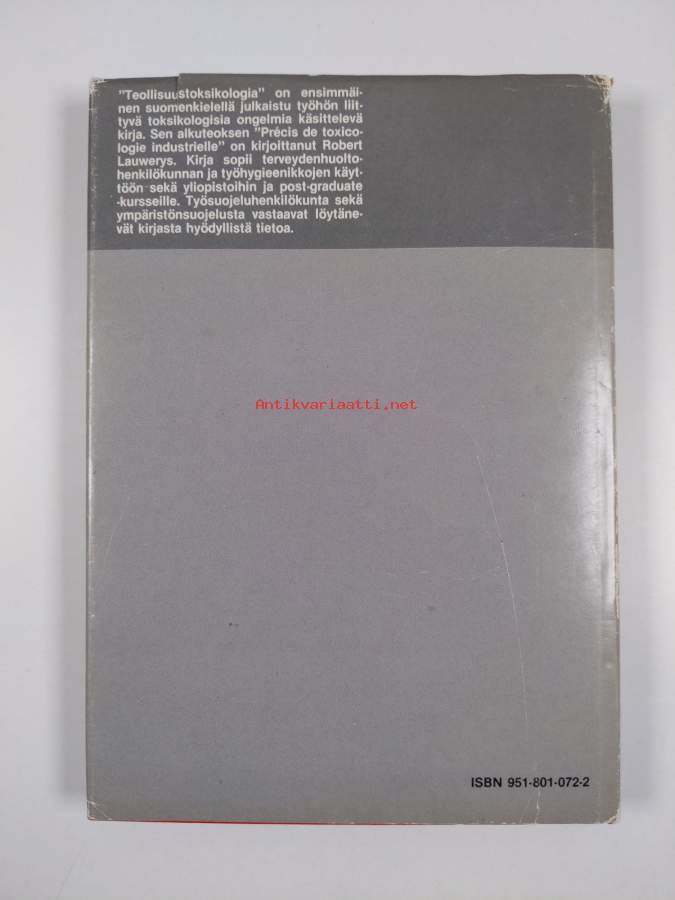 "Teollisuustoksikologia" on ensimmäi-
nen suomenkielellä julkaistu työhön liit-
tyvä toksikologisia ongelmia käsittelevä
kirja. Sen alkuteoksen "Précis de toxico-
logie industrielle" on kirjoittanut Robert
Lauwerys. Kirja sopii terveydenhuolto-
henkilökunnan ja työhygieenikkojen käyt-
töön sekä yliopistoihin ja post-graduate
-kursseille. Työsuojeluhenkilökunta sekä
ympäristönsuojelusta vastaavat löytäne-
vät kirjasta hyödyllistä tietoa.
Antikvariaatti.net
ISBN 951-801-072-2